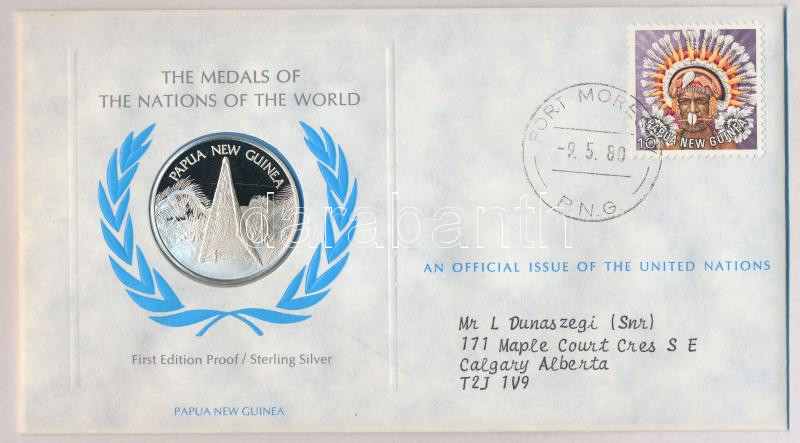 THE MEDALS OF
THE NATIONS OF THE WORLD
PAPUA NEW GUINEA
First Edition Proof / Sterling Silver
PAPUA NEW GUINEA
PORT MORE
-9. 5. 80
P.N.G.
PAPUA NEW GUINEA
AN OFFICIAL ISSUE OF THE UNITED NATIONS
Mr L Dunaszegi (Snr)
171 Maple Court Cres S E
Calgary Alberta
T2J 1V9
darabanth